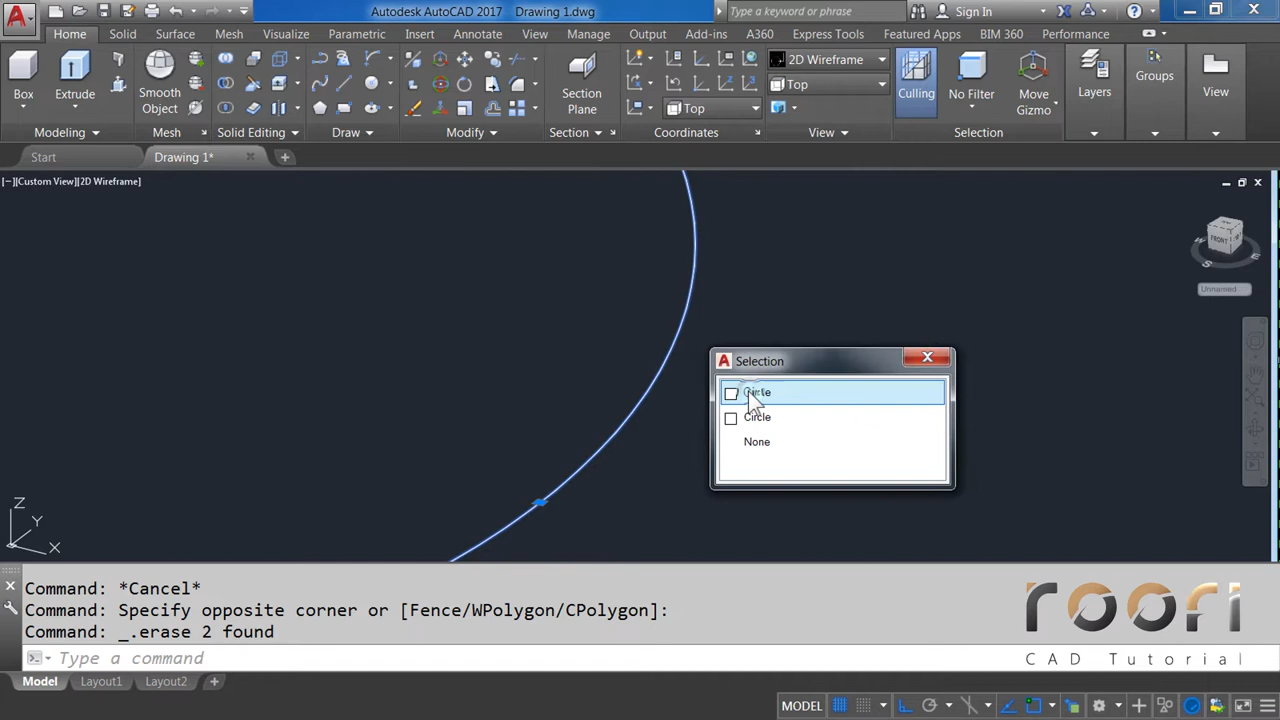 Autodesk AutoCAD 2017 Drawing 1.dwg
Type a keyword or phrase
Sign In
Home Solid Surface Mesh Visualize Parametric Insert Annotate View Manage Output Add-ins A360 Express Tools Featured Apps BIM 360 Performance
Box
Extrude
Smooth
Object
Section
Plane
2D Wireframe
Top
Top
Culling
No Filter
Move
Gizmo
Layers
Groups
View
Modeling Mesh Solid Editing Draw Modify Section Coordinates View Selection
Start Drawing 1*
[−][Custom View][2D Wireframe]
FRONT
S
E
Unnamed
Selection
Circle
Circle
None
Z
Y
X
Command: *Cancel*
Command: Specify opposite corner or [Fence/WPolygon/CPolygon]:
Command: _.erase 2 found
Type a command
roori
CAD Tutorial
Model Layout1 Layout2
MODEL